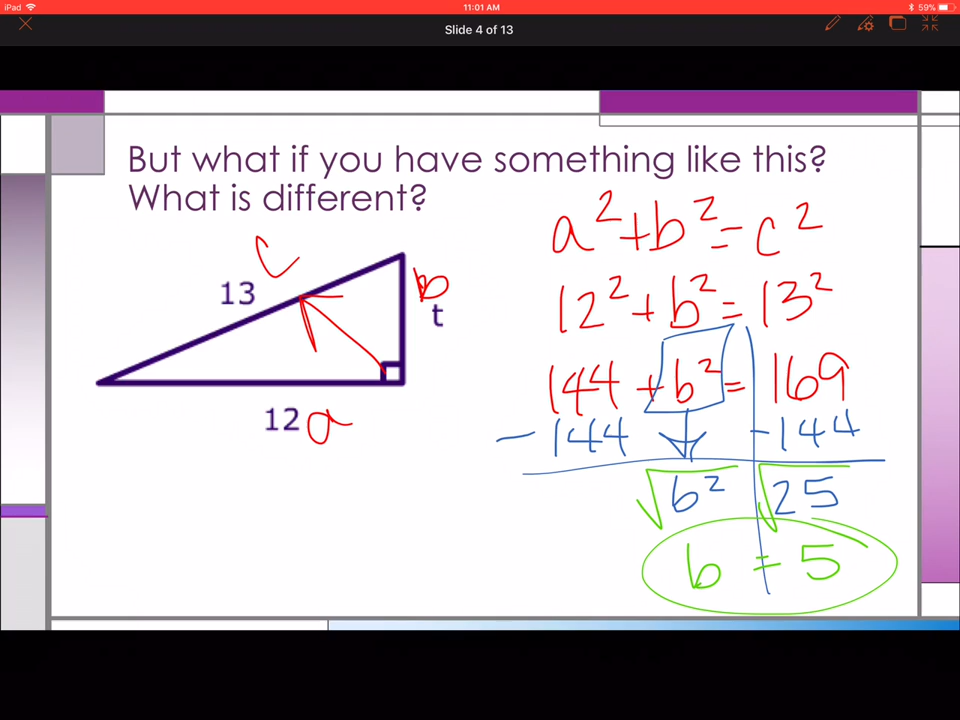 iPad 11:01 AM 59%
Slide 4 of 13
But what if you have something like this?
What is different?
c
13
b
t
12 a
a² + b² = c²
12² + b² = 13²
144 + b² = 169
- 144 - 144
√b² √25
b = 5